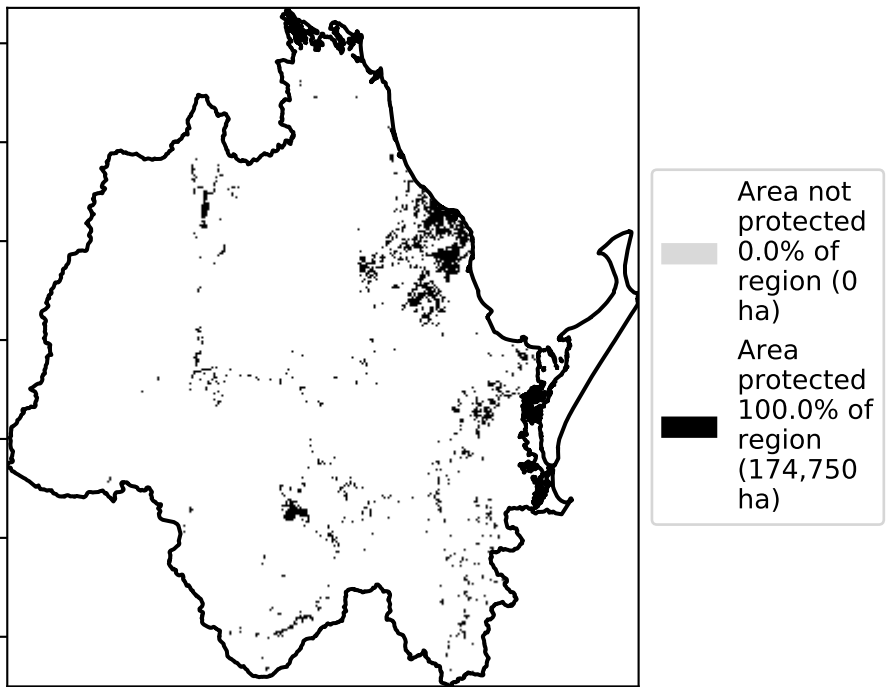 Area not
protected
0.0% of
region (0
ha)
Area
protected
100.0% of
region
(174,750
ha)